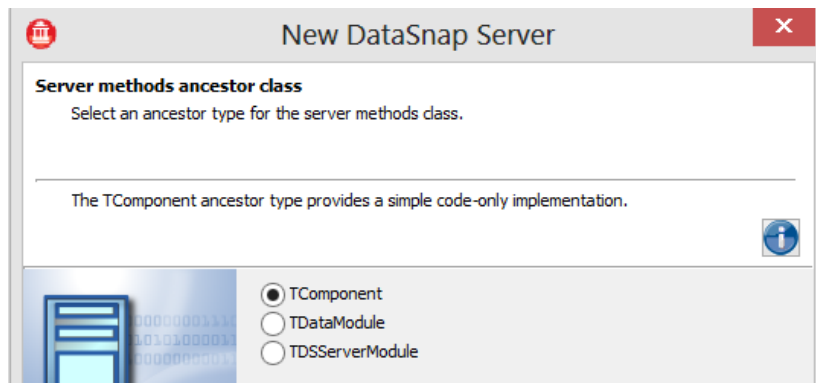 New DataSnap Server
Server methods ancestor class
Select an ancestor type for the server methods class.
The TComponent ancestor type provides a simple code-only implementation.
TComponent
TDataModule
TDSServerModule